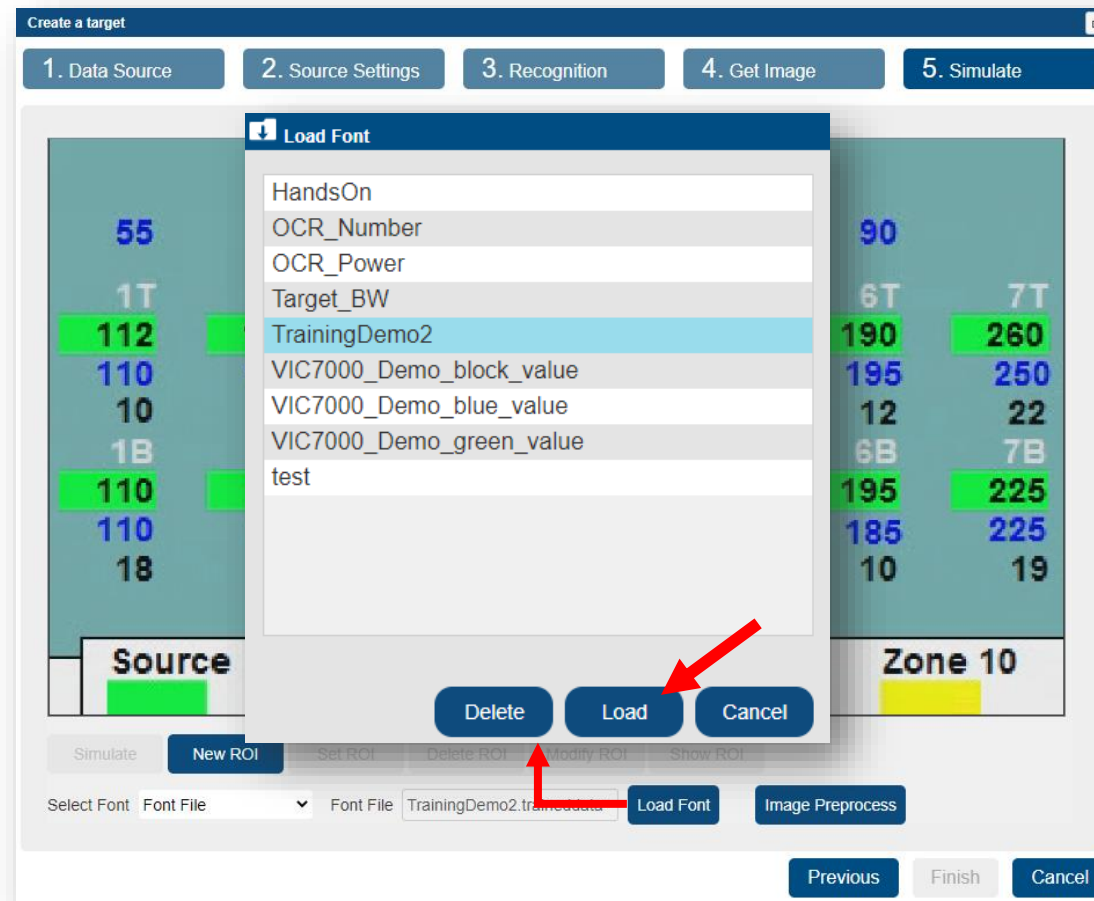 Create a target
1. Data Source 2. Source Settings 3. Recognition 4. Get Image 5. Simulate
Load Font
HandsOn
OCR_Number
OCR_Power
Target_BW
TrainingDemo2
VIC7000_Demo_block_value
VIC7000_Demo_blue_value
VIC7000_Demo_green_value
test
Delete Load Cancel
55 90
1T 6T 7T
112 190 260
110 195 250
10 12 22
1B 6B 7B
110 195 225
110 185 225
18 10 19
Source Zone 10
Simulate New ROI Set ROI Delete ROI Modify ROI Show ROI
Select Font Font File Font File TrainingDemo2.traineddata Load Font Image Preprocess
Previous Finish Cancel